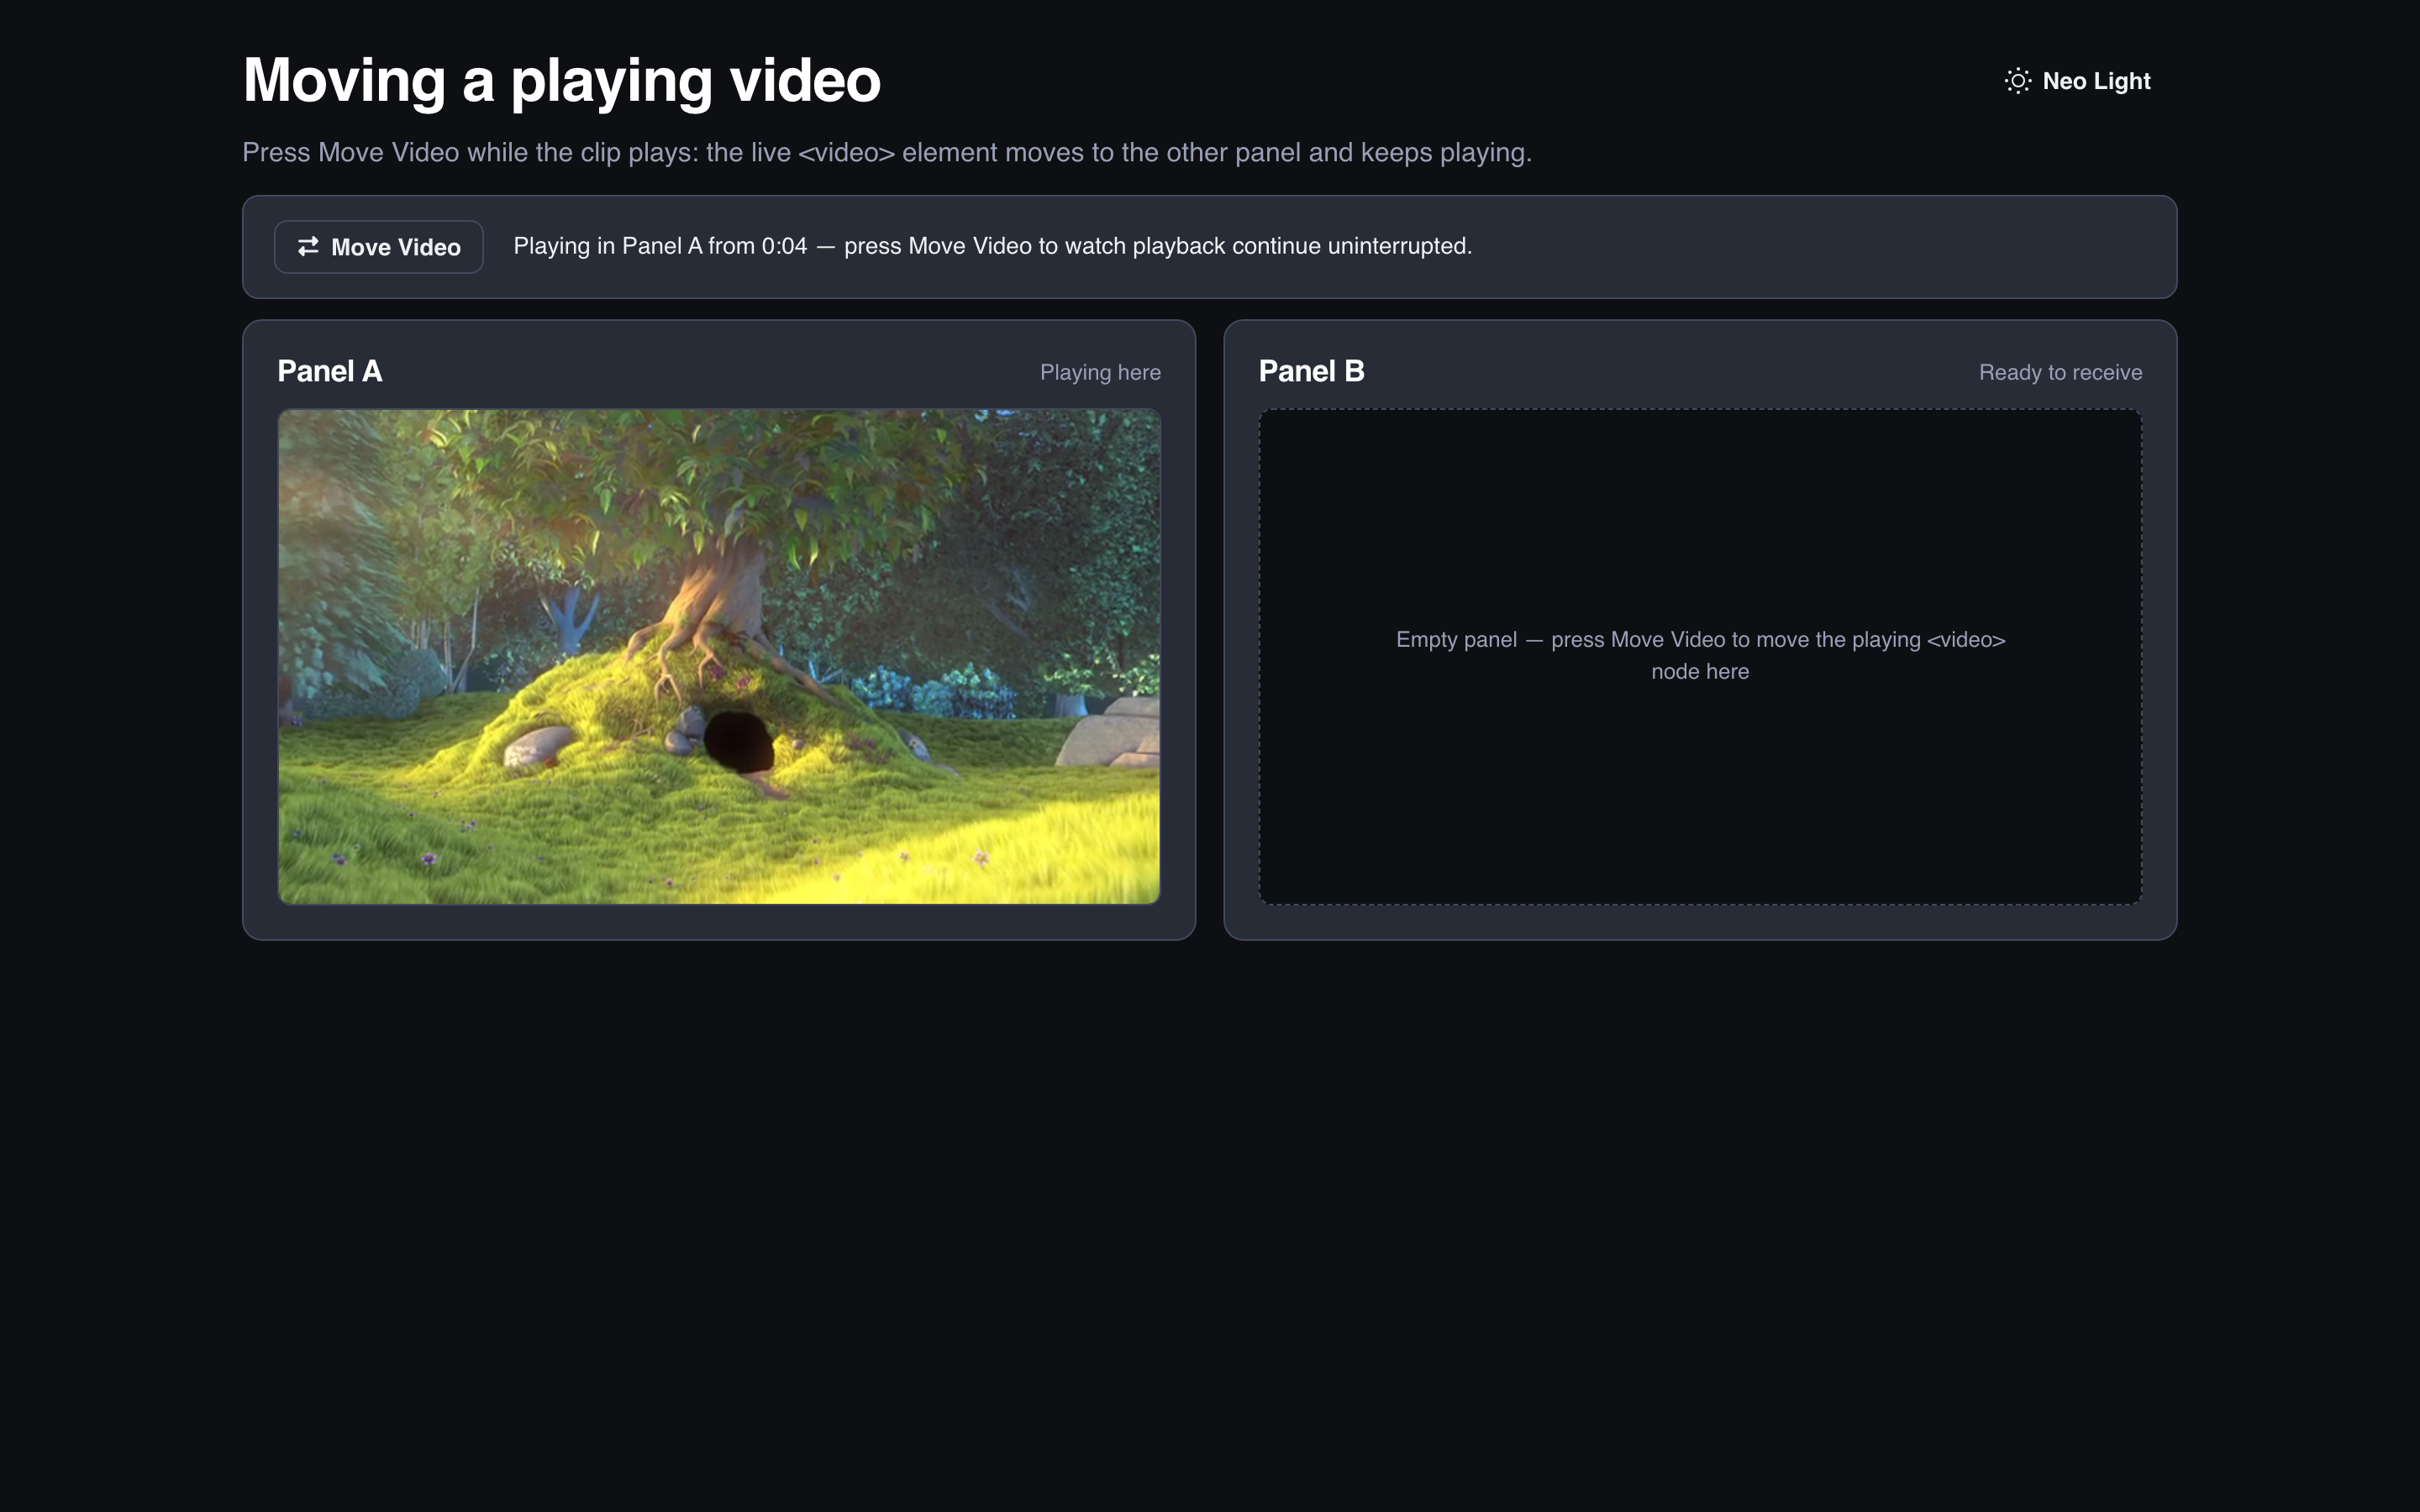 Moving a playing video
Neo Light
Press Move Video while the clip plays: the live <video> element moves to the other panel and keeps playing.
Move Video
Playing in Panel A from 0:04 — press Move Video to watch playback continue uninterrupted.
Panel A
Playing here
Panel B
Ready to receive
Empty panel — press Move Video to move the playing <video>
node here